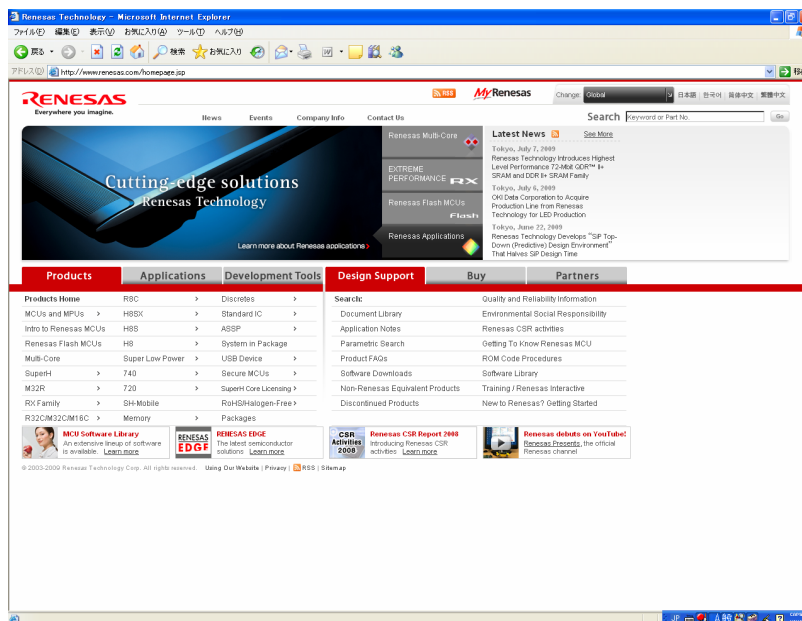 Renesas Technology - Microsoft Internet Explorer
ファイル(F) 編集(E) 表示(V) お気に入り(A) ツール(T) ヘルプ(H)
戻る 検索 お気に入り
アドレス(D) http://www.renesas.com/homepage.jsp 移
RENESAS
Everywhere you imagine.
RSS MyRenesas Change: Global 日本語 | 한국어 | 简体中文 | 繁體中文
News Events Company Info Contact Us Search Keyword or Part No. Go
Cutting-edge solutions
Renesas Technology
Learn more about Renesas applications>
Renesas Multi-Core
EXTREME
PERFORMANCE RX
Renesas Flash MCUs
Flash
Renesas Applications
Latest News See More
Tokyo, July 7, 2009
Renesas Technology Introduces Highest
Level Performance 72-Mbit QDR™ II+
SRAM and DDR II+ SRAM Family
Tokyo, July 6, 2009
OKI Data Corporation to Acquire
Production Line from Renesas
Technology for LED Production
Tokyo, June 22, 2009
Renesas Technology Develops "SiP Top-
Down (Predictive) Design Environment"
That Halves SiP Design Time
Products Applications Development Tools Design Support Buy Partners
Products Home R8C > Discretes > Search: Quality and Reliability Information
MCUs and MPUs > H8SX > Standard IC > Document Library Environmental Social Responsibility
Intro to Renesas MCUs H8S > ASSP > Application Notes Renesas CSR activities
Renesas Flash MCUs H8 > System in Package Parametric Search Getting To Know Renesas MCU
Multi-Core Super Low Power > USB Device > Product FAQs ROM Code Procedures
SuperH > 740 > Secure MCUs > Software Downloads Software Library
M32R > 720 > SuperH Core Licensing > Non-Renesas Equivalent Products Training / Renesas Interactive
RX Family > SH-Mobile RoHS/Halogen-Free > Discontinued Products New to Renesas? Getting Started
R32C/M32C/M16C > Memory > Packages
MCU Software Library
An extensive lineup of software
is available. Learn more
RENESAS
EDGE
RENESAS EDGE
The latest semiconductor
solutions Learn more
CSR
Activities
2008
Renesas CSR Report 2008
Introducing Renesas CSR
activities Learn more
Renesas debuts on YouTube!
Renesas Presents, the official
Renesas channel
© 2003-2009 Renesas Technology Corp. All rights reserved. Using Our Website | Privacy | RSS | Sitemap
JP A 般 CAPS